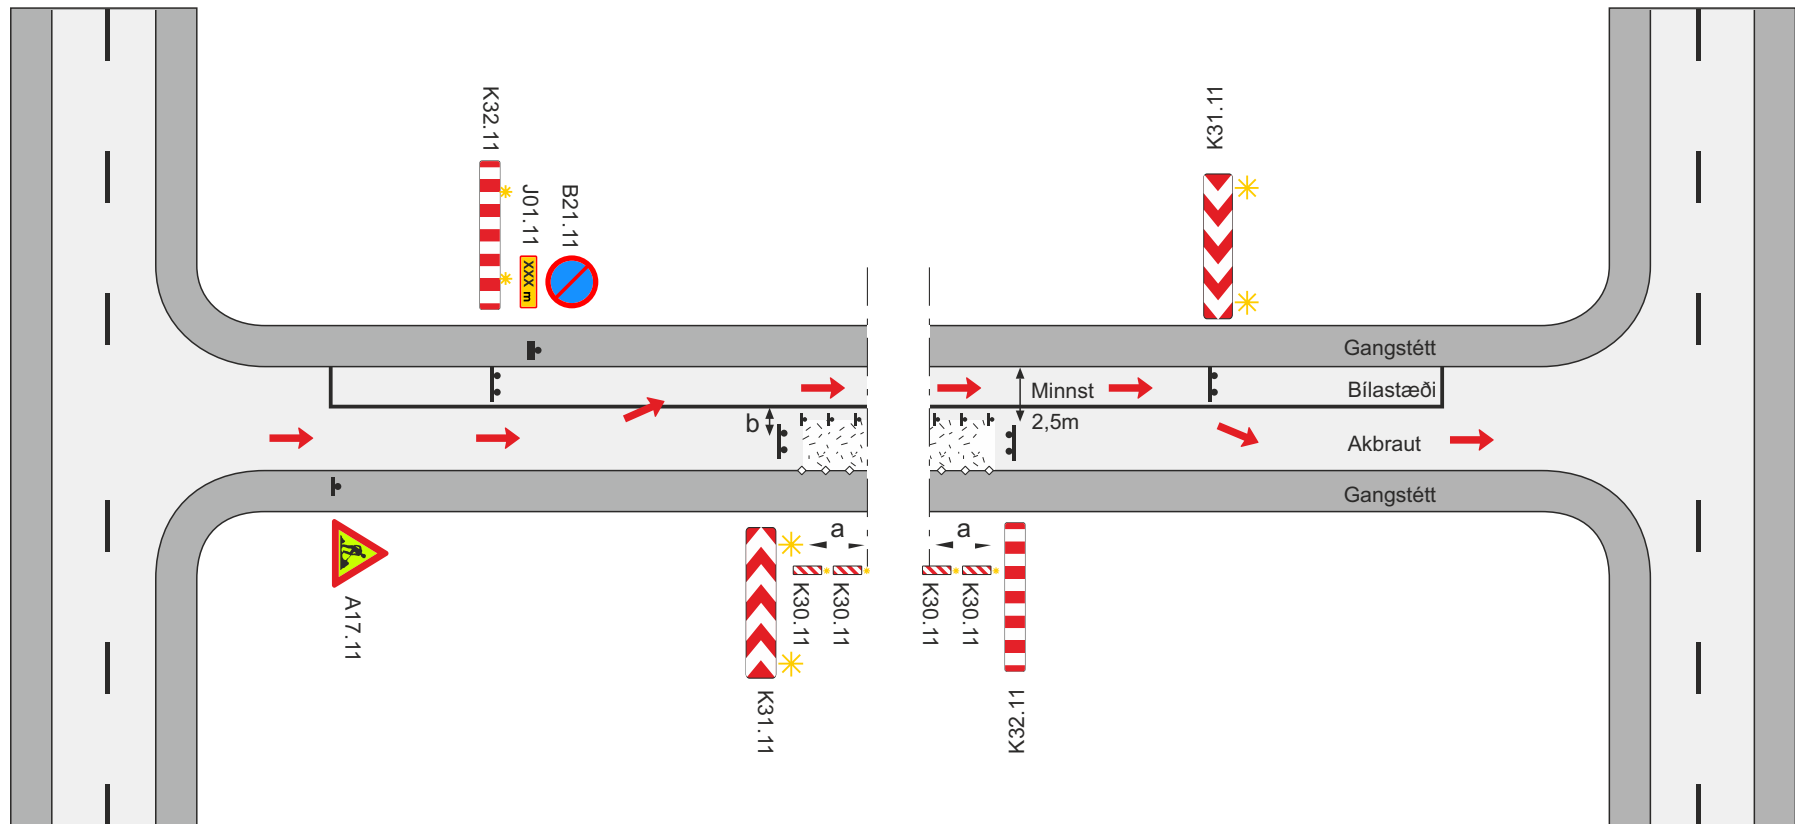 K32.11
J01.11
XXX m
B21.11
K31.11
Gangstétt
Minnst
2,5m
Bílastæði
b
Akbraut
Gangstétt
A17.11
a
a
K30.11
K30.11
K30.11
K30.11
K31.11
K32.11